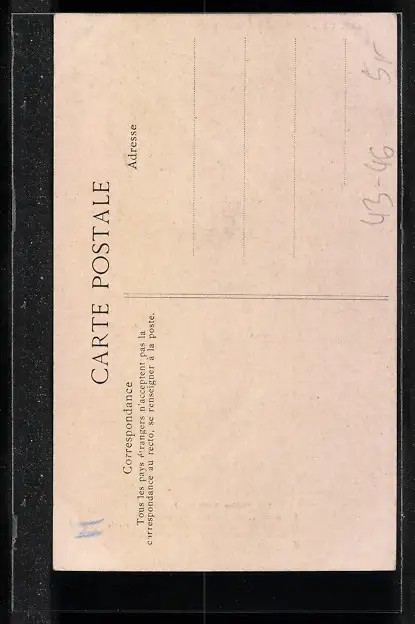 CARTE POSTALE
Correspondance
Tous les pays étrangers n'acceptent pas la
correspondance au recto, se renseigner à la poste.
Adresse
43-46